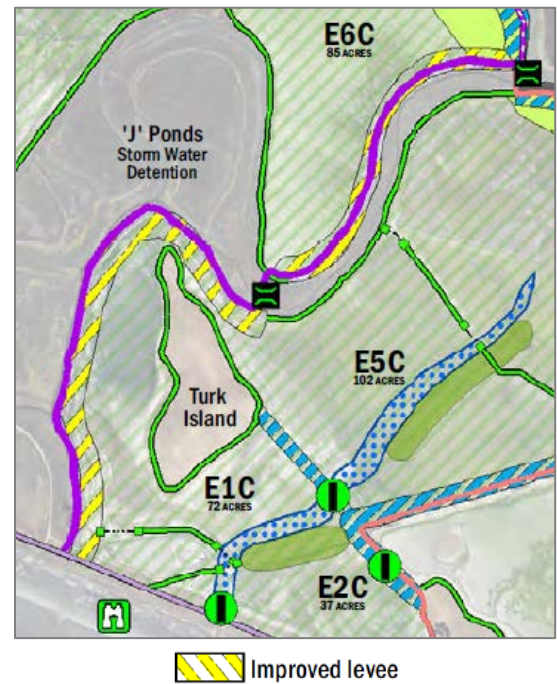 E6C
85 ACRES
'J' Ponds
Storm Water
Detention
E5C
102 ACRES
Turk
Island
E1C
72 ACRES
E2C
37 ACRES
Improved levee